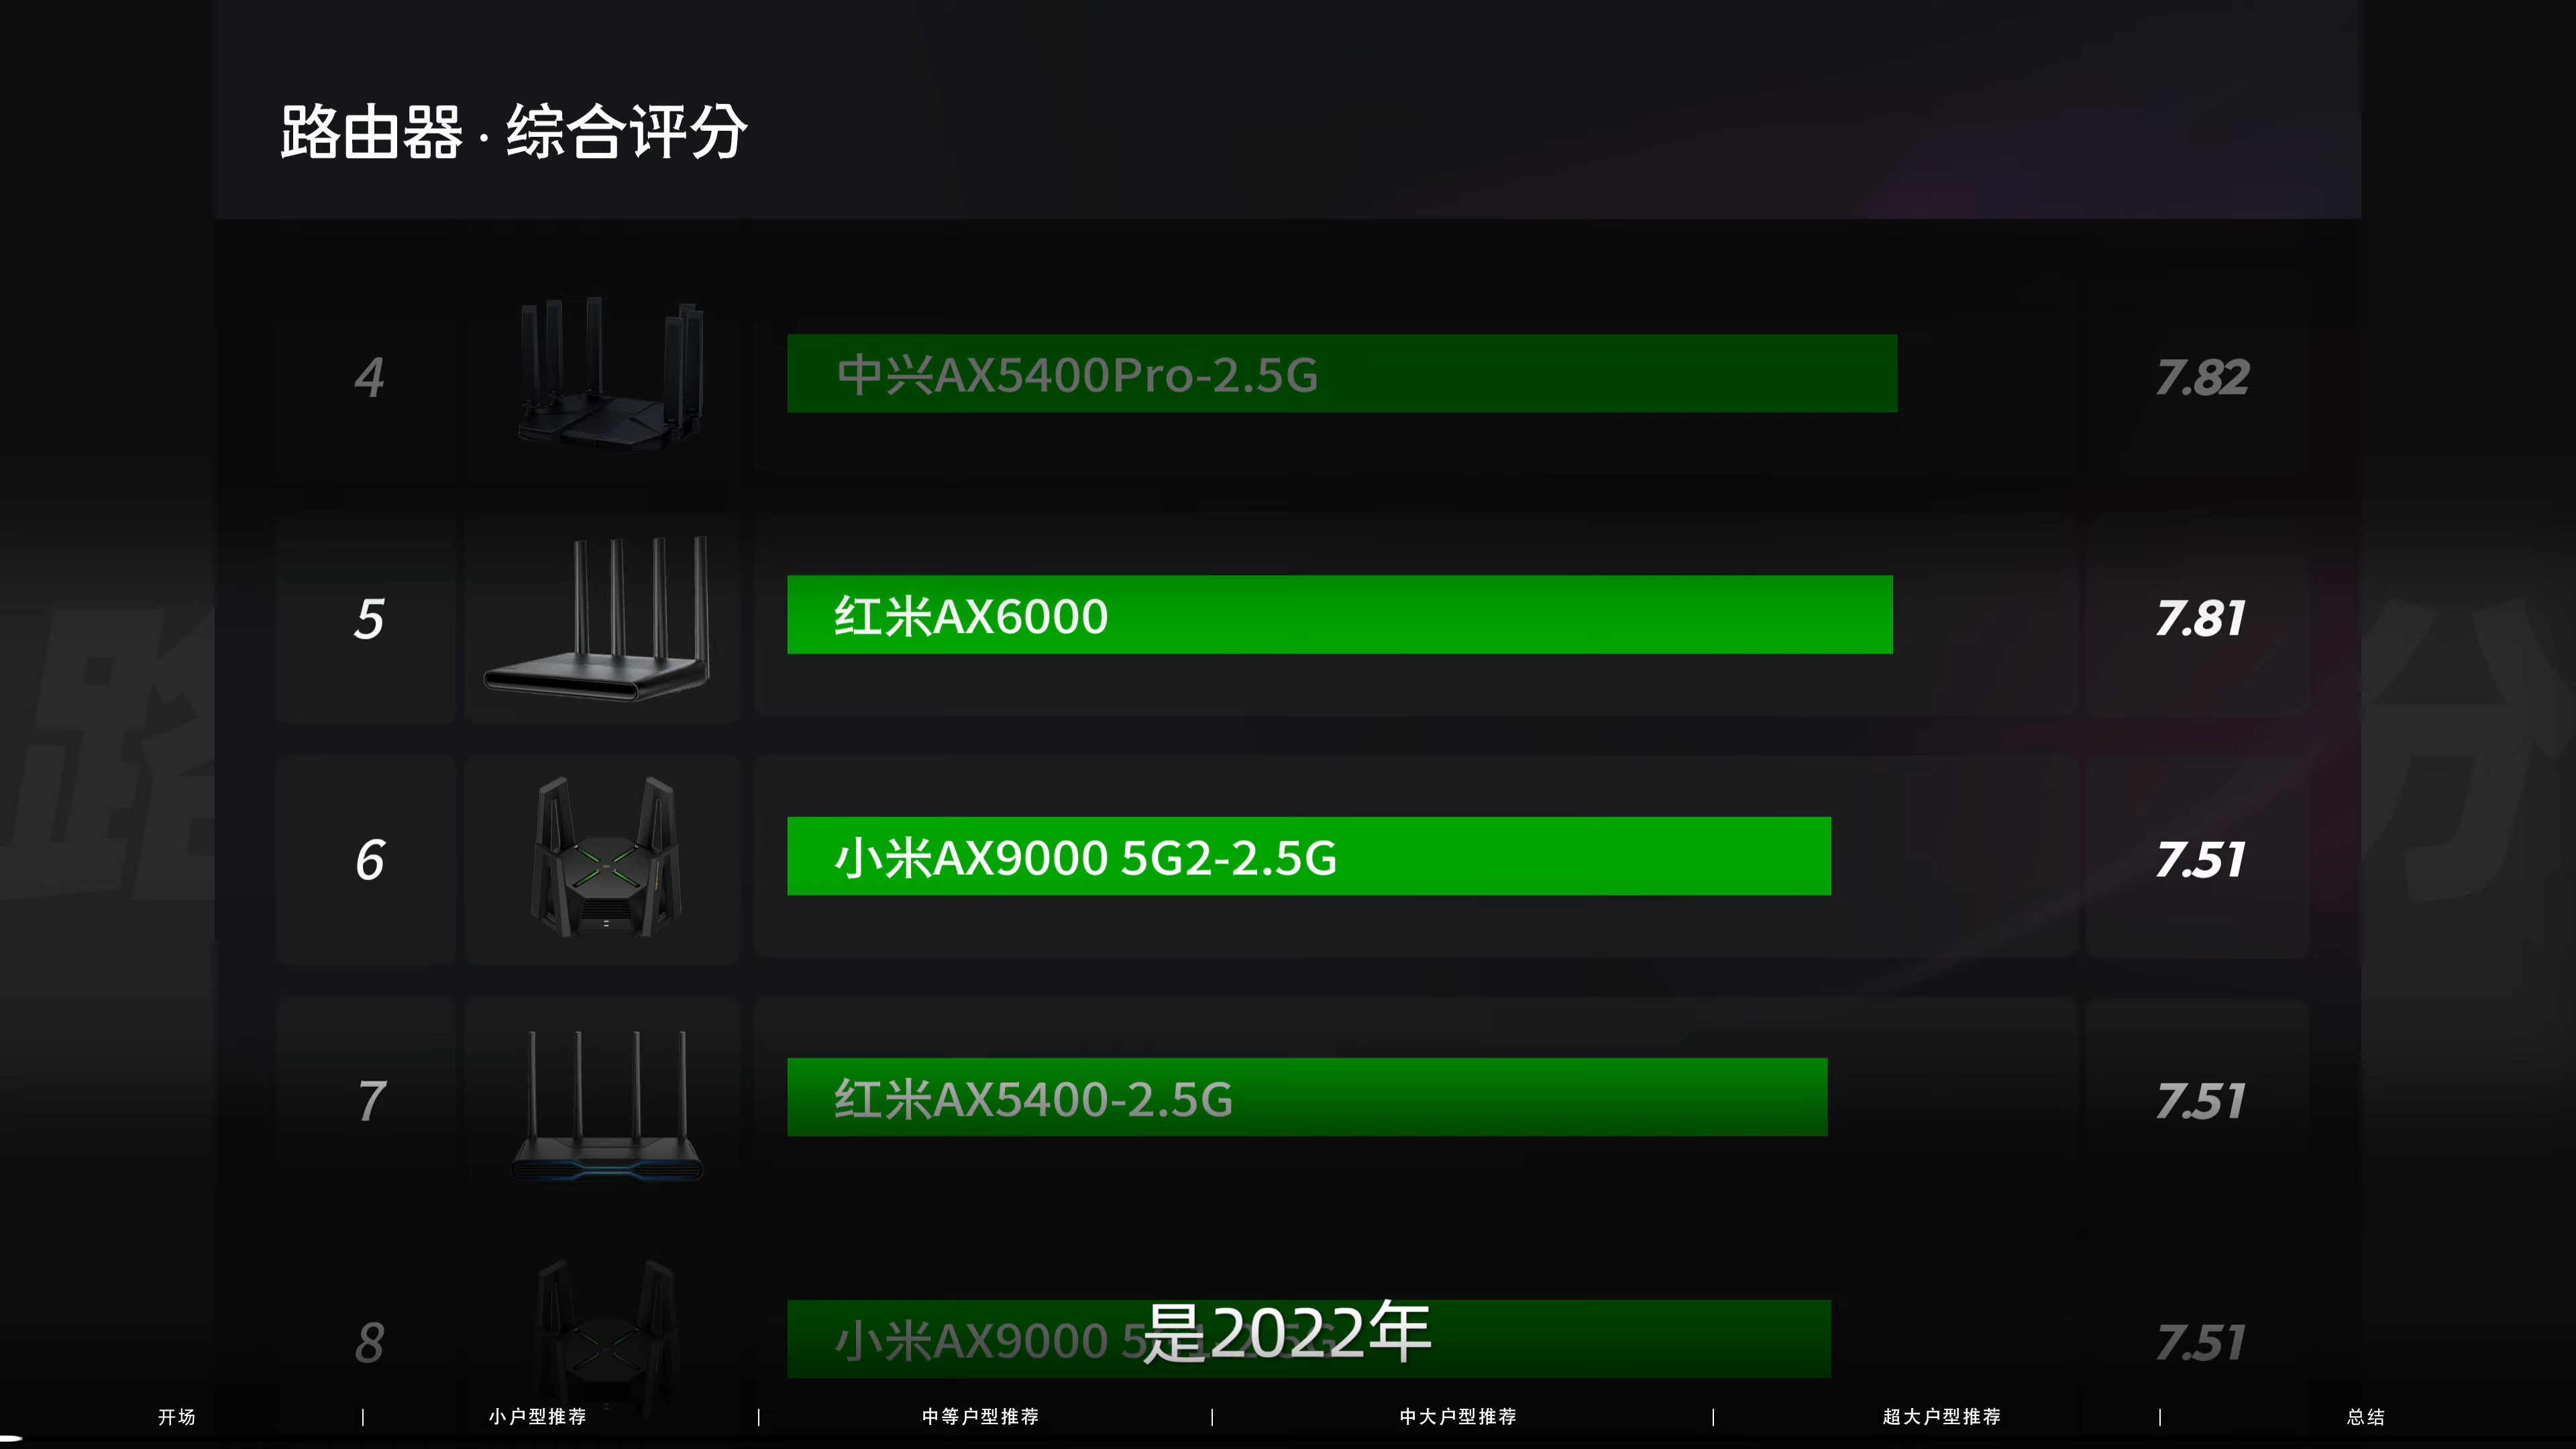 路由器·综合评分
4 中兴AX5400Pro-2.5G 7.82
5 红米AX6000 7.81
6 小米AX9000 5G2-2.5G 7.51
7 红米AX5400-2.5G 7.51
8 小米AX9000 7.51
是2022年
开场 | 小户型推荐 | 中等户型推荐 | 中大户型推荐 | 超大户型推荐 | 总结
路
分